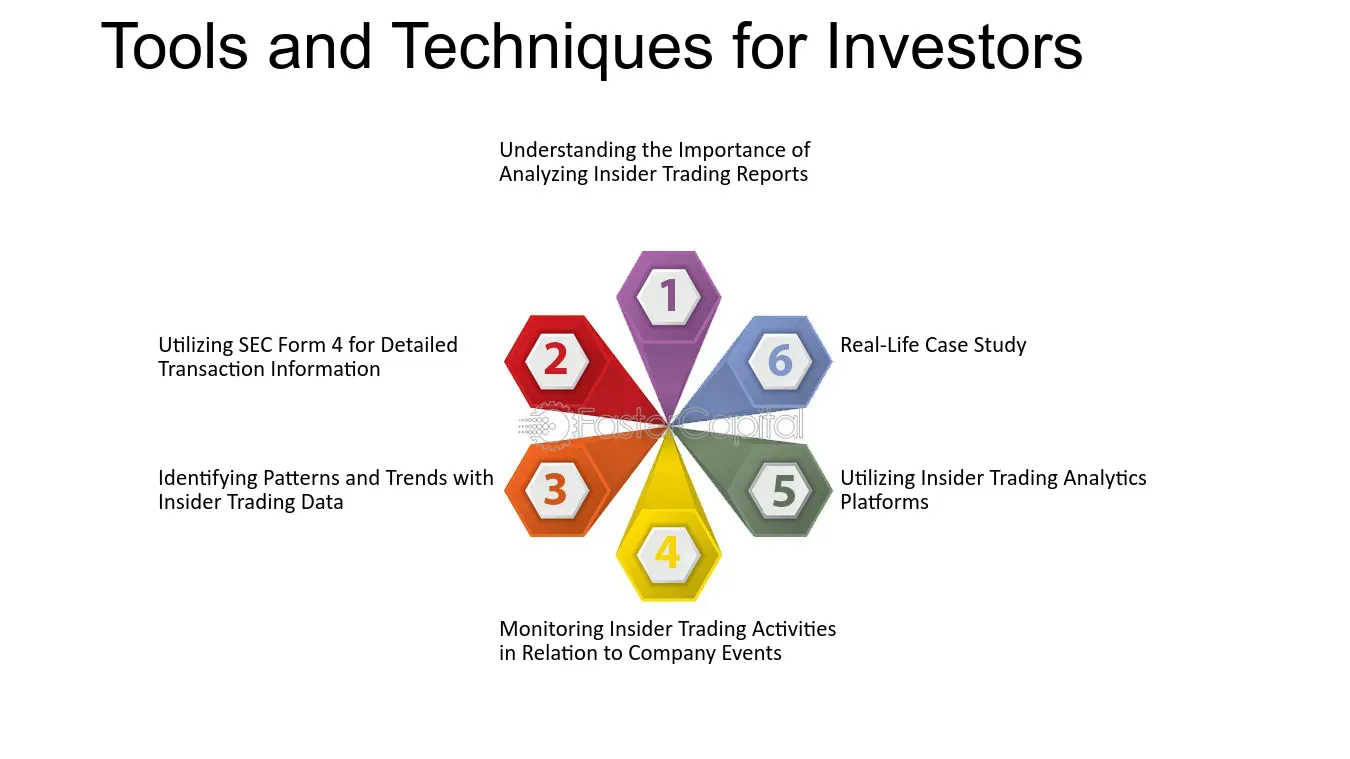 Tools and Techniques for Investors
Understanding the Importance of
Analyzing Insider Trading Reports
1
Utilizing SEC Form 4 for Detailed
Transaction Information
2
6
Real-Life Case Study
FasterCapital
Identifying Patterns and Trends with
Insider Trading Data
3
5
Utilizing Insider Trading Analytics
Platforms
4
Monitoring Insider Trading Activities
in Relation to Company Events